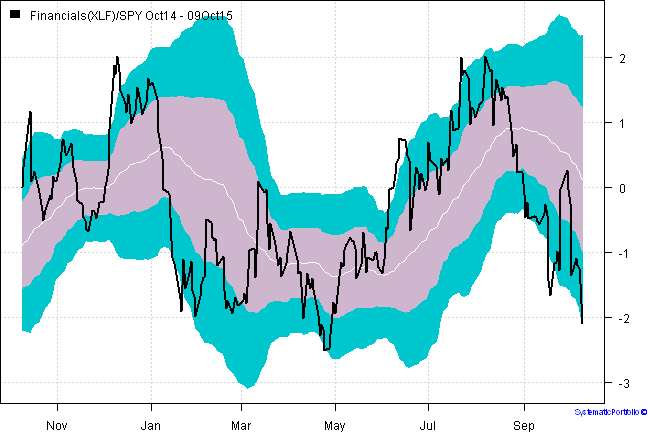 Financials(XLF)/SPY Oct14 - 09Oct15
2
1
0
-1
-2
-3
Nov Jan Mar May Jul Sep
SystematicPortfolio ©